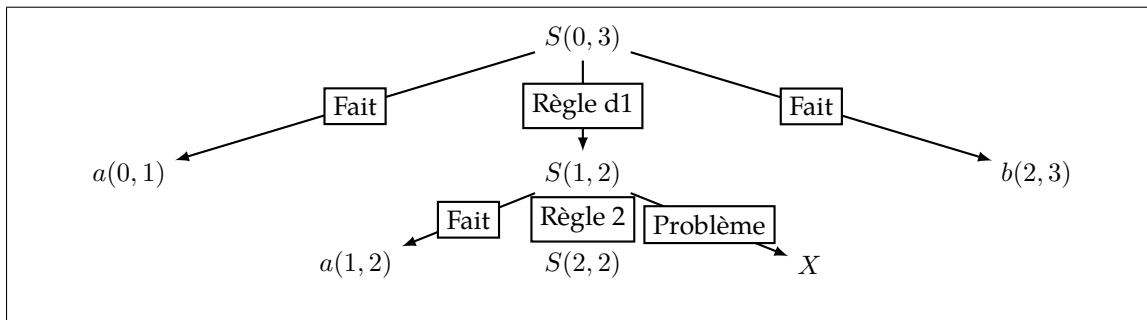 S(0, 3)
Fait
Règle d1
Fait
a(0, 1)
S(1, 2)
b(2, 3)
Fait
Règle 2
Problème
a(1, 2)
S(2, 2)
X